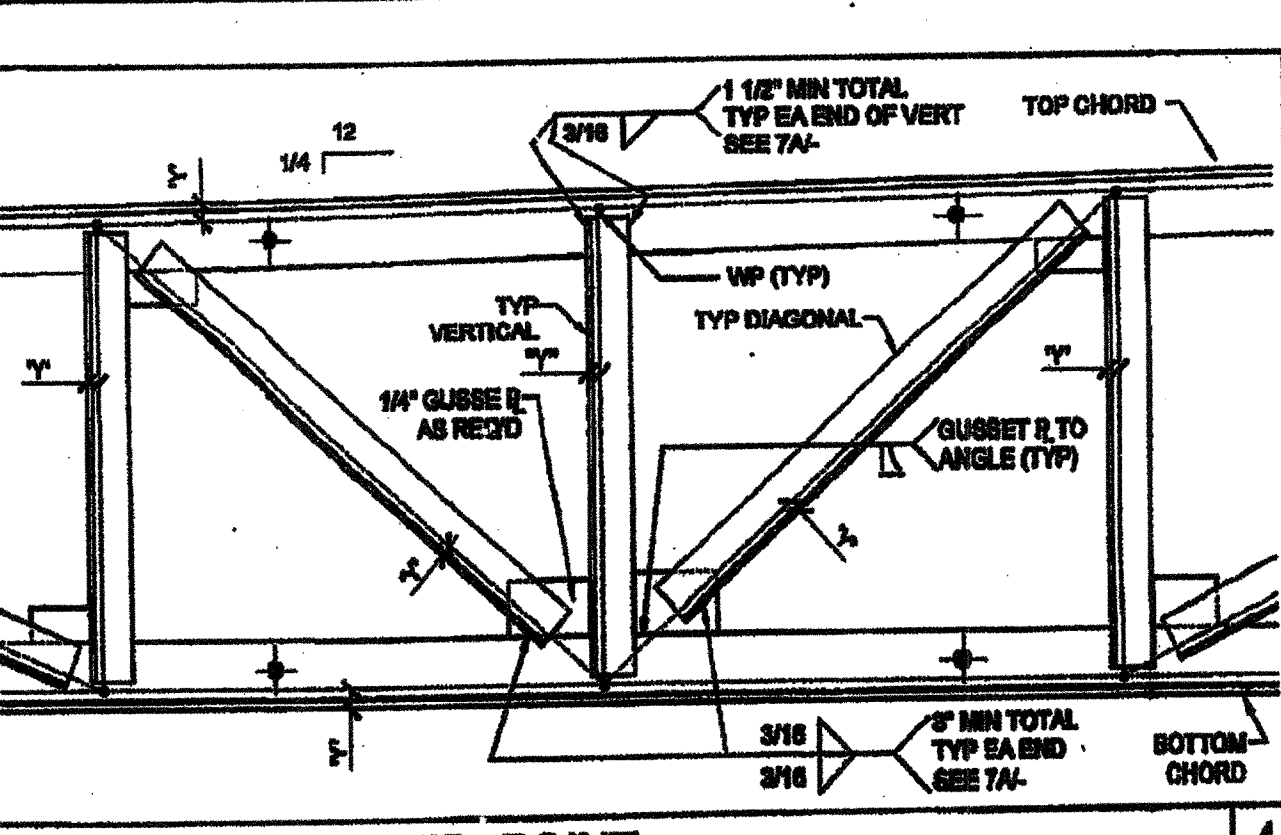 1 1/2" MIN TOTAL
TYP EA END OF VERT
SEE 7A/-
3/16
TOP CHORD
12
1/4
"Y"
WP (TYP)
TYP
VERTICAL
TYP DIAGONAL
"Y"
"Y"
"Y"
1/4" GUSSE PL
AS REQ'D
GUSSET PL TO
ANGLE (TYP)
"Y"
3/16
3/16
3" MIN TOTAL
TYP EA END
SEE 7A/-
BOTTOM
CHORD